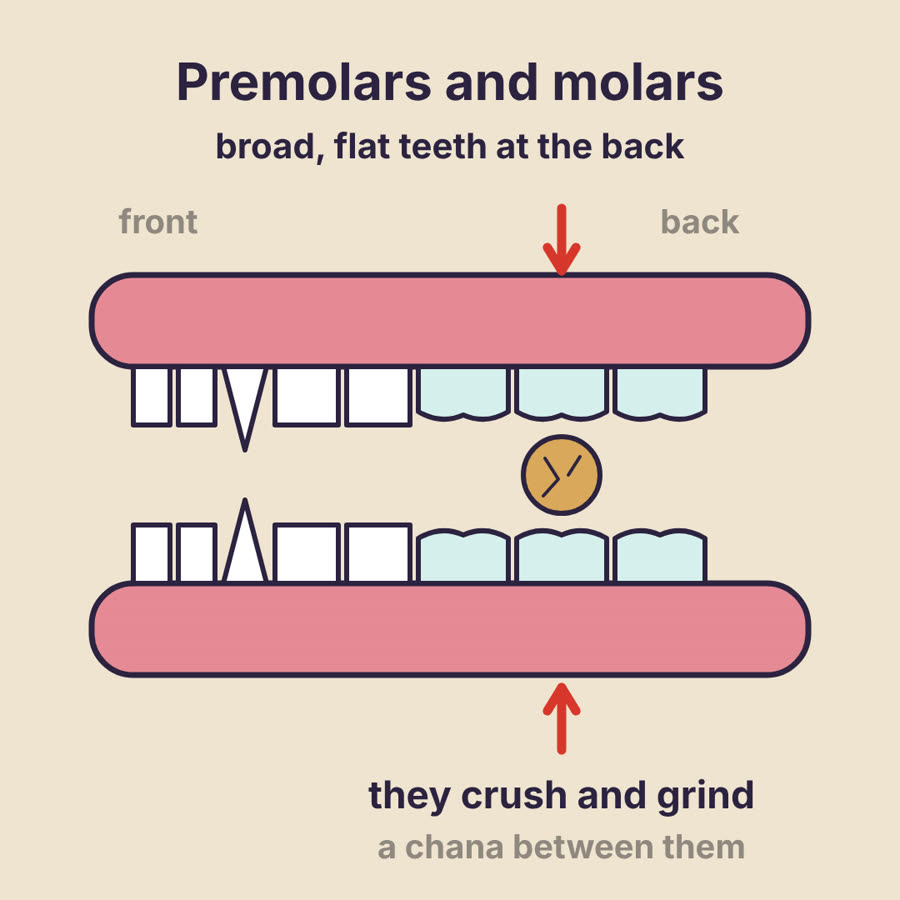 Premolars and molars
broad, flat teeth at the back
front
back
they crush and grind
a chana between them